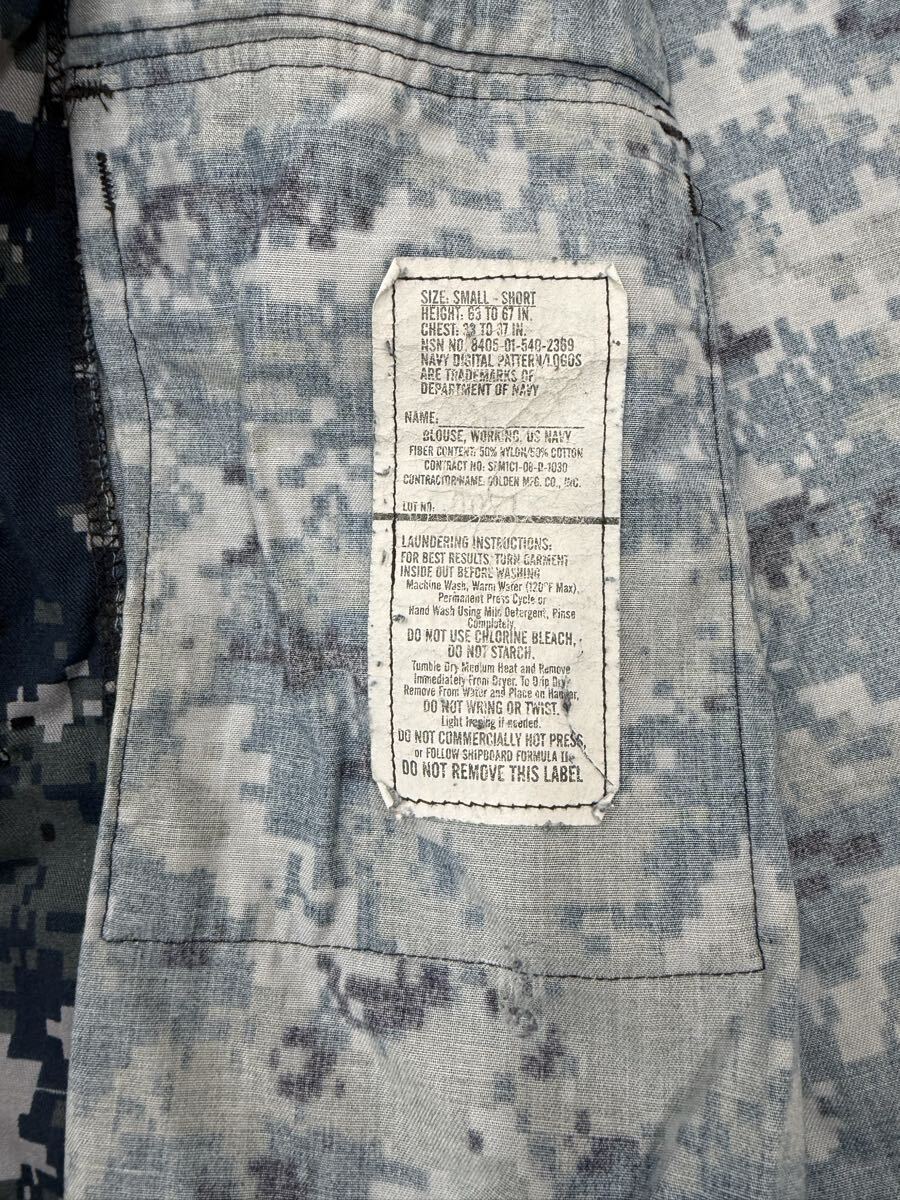 SIZE: SMALL - SHORT
HEIGHT: 63 TO 67 IN.
CHEST: 33 TO 37 IN.
NSN NO. 8405-01-540-2369
NAVY DIGITAL PATTERN/LOGOS
ARE TRADEMARKS OF
DEPARTMENT OF NAVY
NAME:
BLOUSE, WORKING, US NAVY
FIBER CONTENT: 50% NYLON/50% COTTON
CONTRACT NO: SPM1C1-08-D-1030
CONTRACTOR NAME: GOLDEN MFG. CO., INC.
LOT NO:
LAUNDERING INSTRUCTIONS:
FOR BEST RESULTS, TURN GARMENT
INSIDE OUT BEFORE WASHING
Machine Wash, Warm Water (120°F Max),
Permanent Press Cycle or
Hand Wash Using Mild Detergent, Rinse
Completely.
DO NOT USE CHLORINE BLEACH,
DO NOT STARCH.
Tumble Dry Medium Heat and Remove
Immediately From Dryer. To Drip Dry
Remove From Water and Place on Hanger,
DO NOT WRING OR TWIST.
Light Ironing if needed.
DO NOT COMMERCIALLY HOT PRESS,
or FOLLOW SHIPBOARD FORMULA II
DO NOT REMOVE THIS LABEL